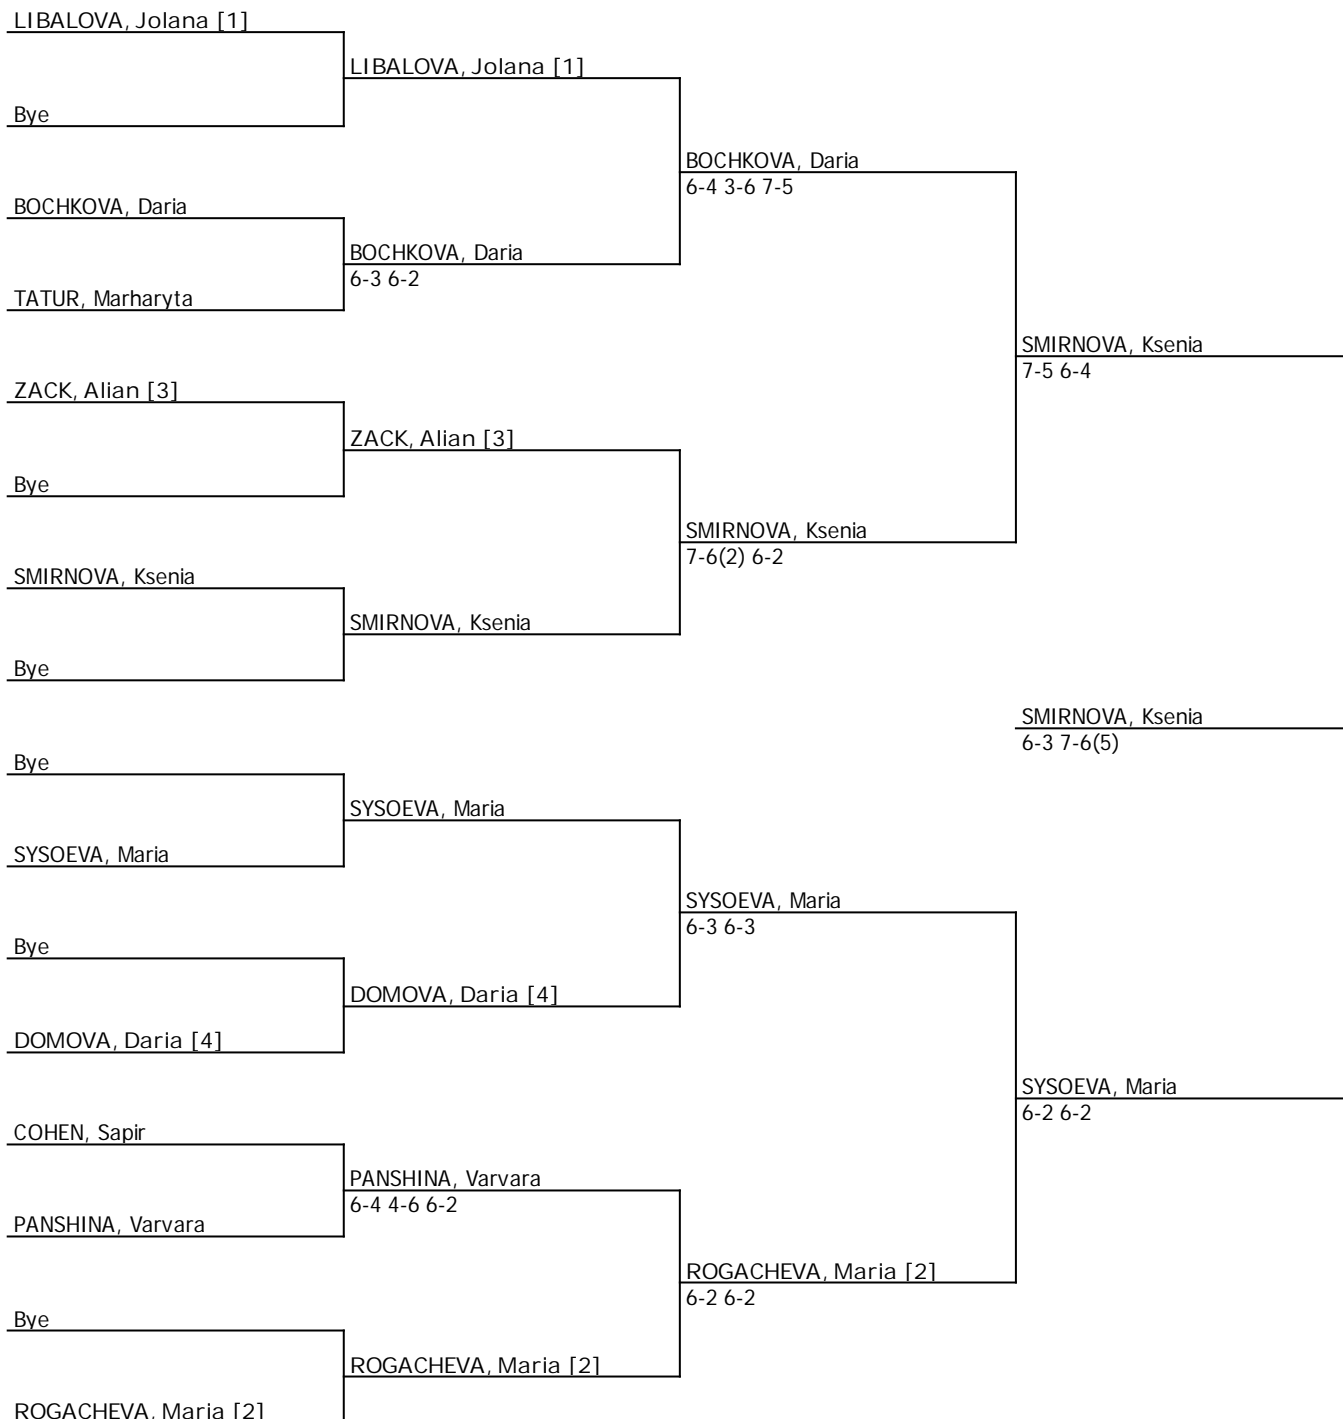 LIBALOVA, Jolana [1]
LIBALOVA, Jolana [1]
Bye
BOCHKOVA, Daria
6-4 3-6 7-5
BOCHKOVA, Daria
BOCHKOVA, Daria
6-3 6-2
TATUR, Marharyta
SMIRNOVA, Ksenia
7-5 6-4
ZACK, Alian [3]
ZACK, Alian [3]
Bye
SMIRNOVA, Ksenia
7-6(2) 6-2
SMIRNOVA, Ksenia
SMIRNOVA, Ksenia
Bye
SMIRNOVA, Ksenia
6-3 7-6(5)
Bye
SYSOEVA, Maria
SYSOEVA, Maria
SYSOEVA, Maria
6-3 6-3
Bye
DOMOVA, Daria [4]
DOMOVA, Daria [4]
SYSOEVA, Maria
6-2 6-2
COHEN, Sapir
PANSHINA, Varvara
6-4 4-6 6-2
PANSHINA, Varvara
ROGACHEVA, Maria [2]
6-2 6-2
Bye
ROGACHEVA, Maria [2]
ROGACHEVA, Maria [2]